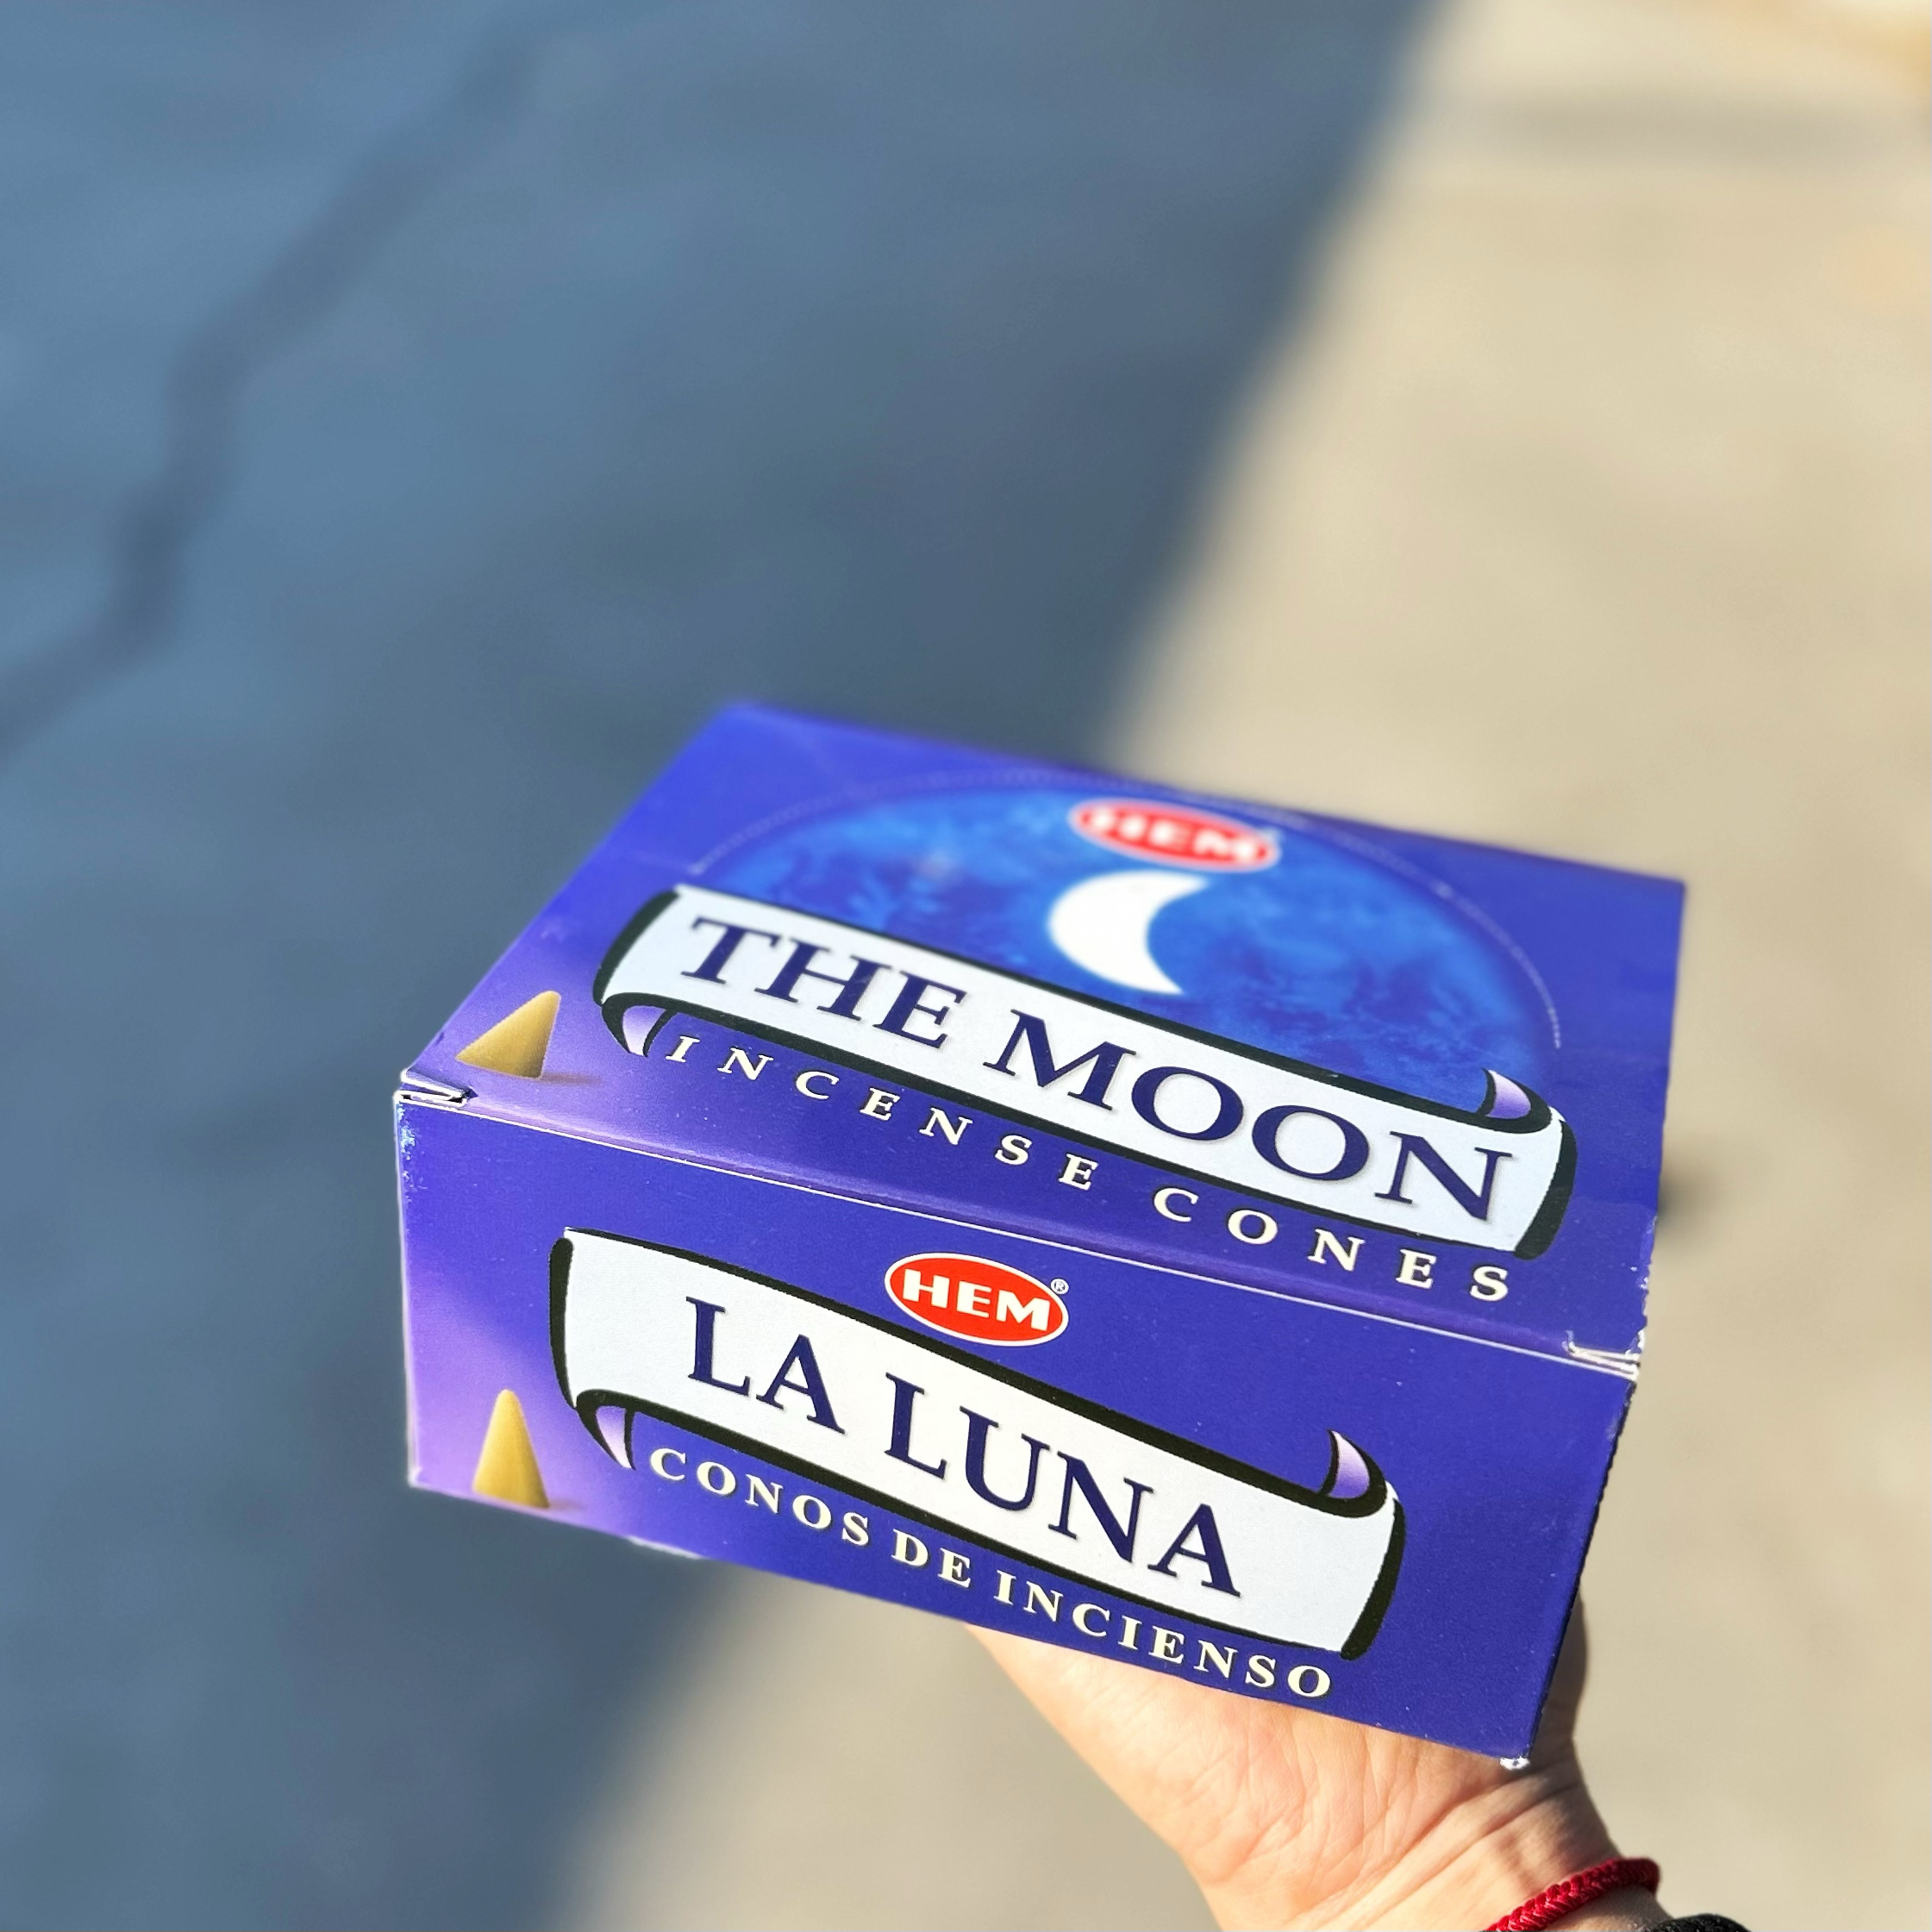 HEM
THE MOON
INCENSE CONES
HEM®
LA LUNA
CONOS DE INCIENSO